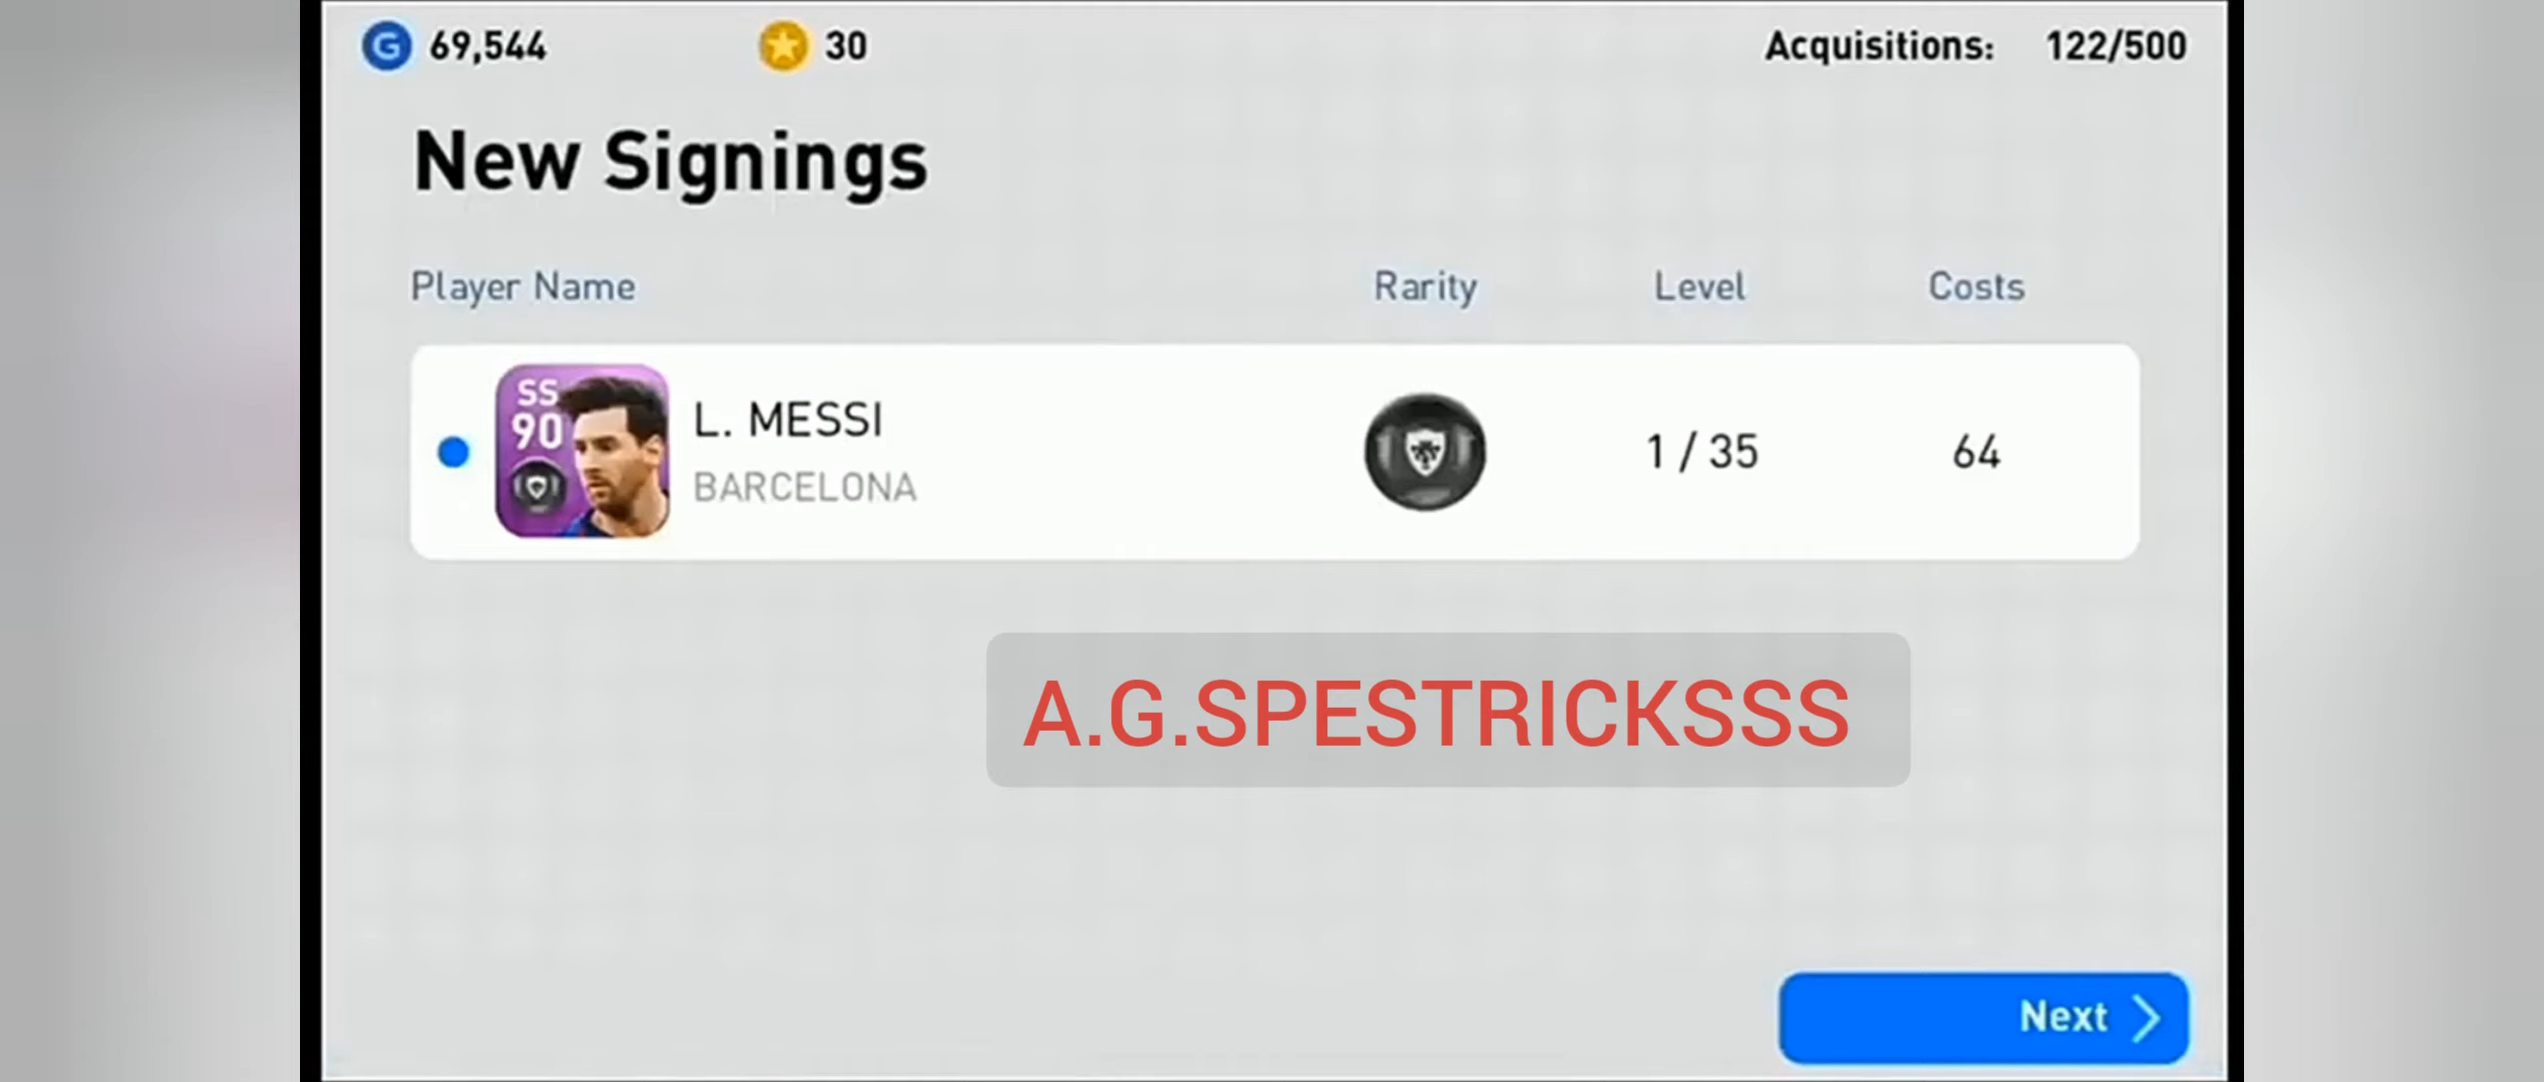 69,544
30
Acquisitions: 122/500
New Signings
Player Name Rarity Level Costs
SS
90
L. MESSI
BARCELONA
1 / 35
64
A.G.SPESTRICKSSS
Next